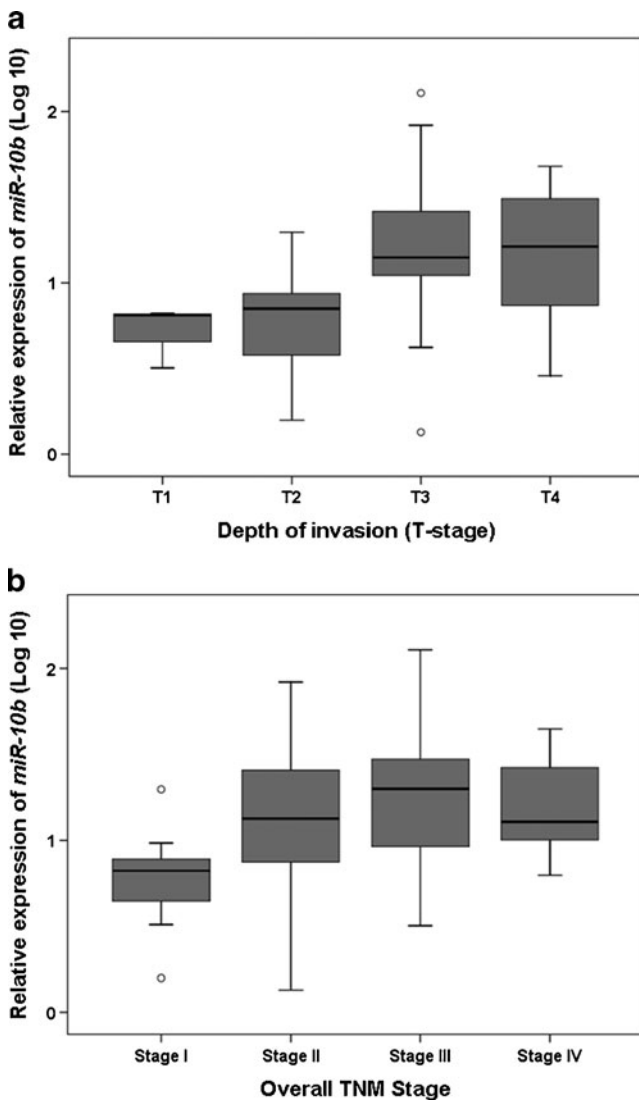 a
Relative expression of miR-10b (Log 10)
2
1
0
T1 T2 T3 T4
Depth of invasion (T-stage)
b
Relative expression of miR-10b (Log 10)
2
1
0
Stage I Stage II Stage III Stage IV
Overall TNM Stage